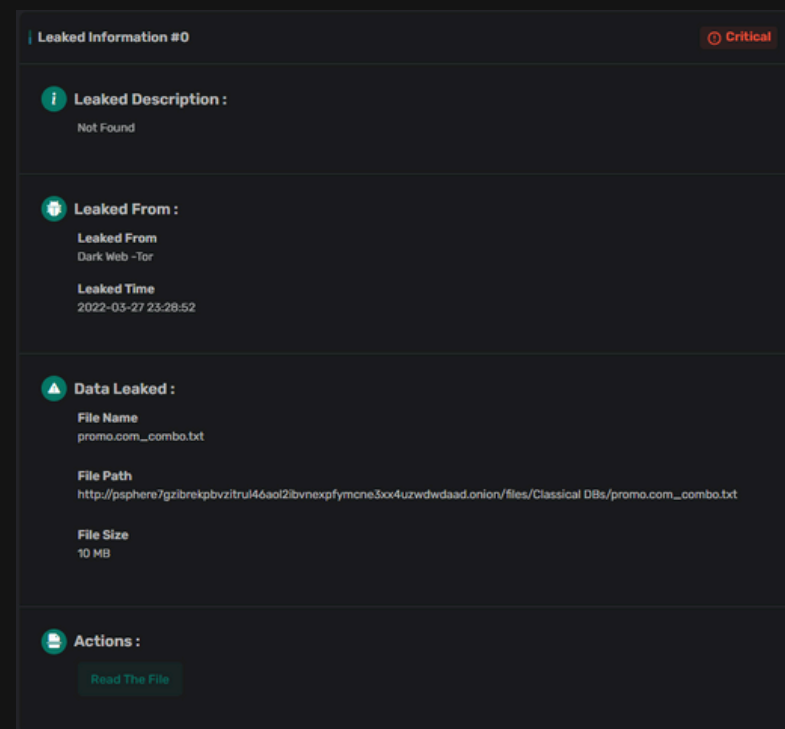 Leaked Information #0
Critical
Leaked Description :
Not Found
Leaked From :
Leaked From
Dark Web -Tor
Leaked Time
2022-03-27 23:28:52
Data Leaked :
File Name
promo.com_combo.txt
File Path
http://psphere7gzibrekpbvzitrul46aol2ibvnexpfymcne3xx4uzwdwdaad.onion/files/Classical DBs/promo.com_combo.txt
File Size
10 MB
Actions :
Read The File